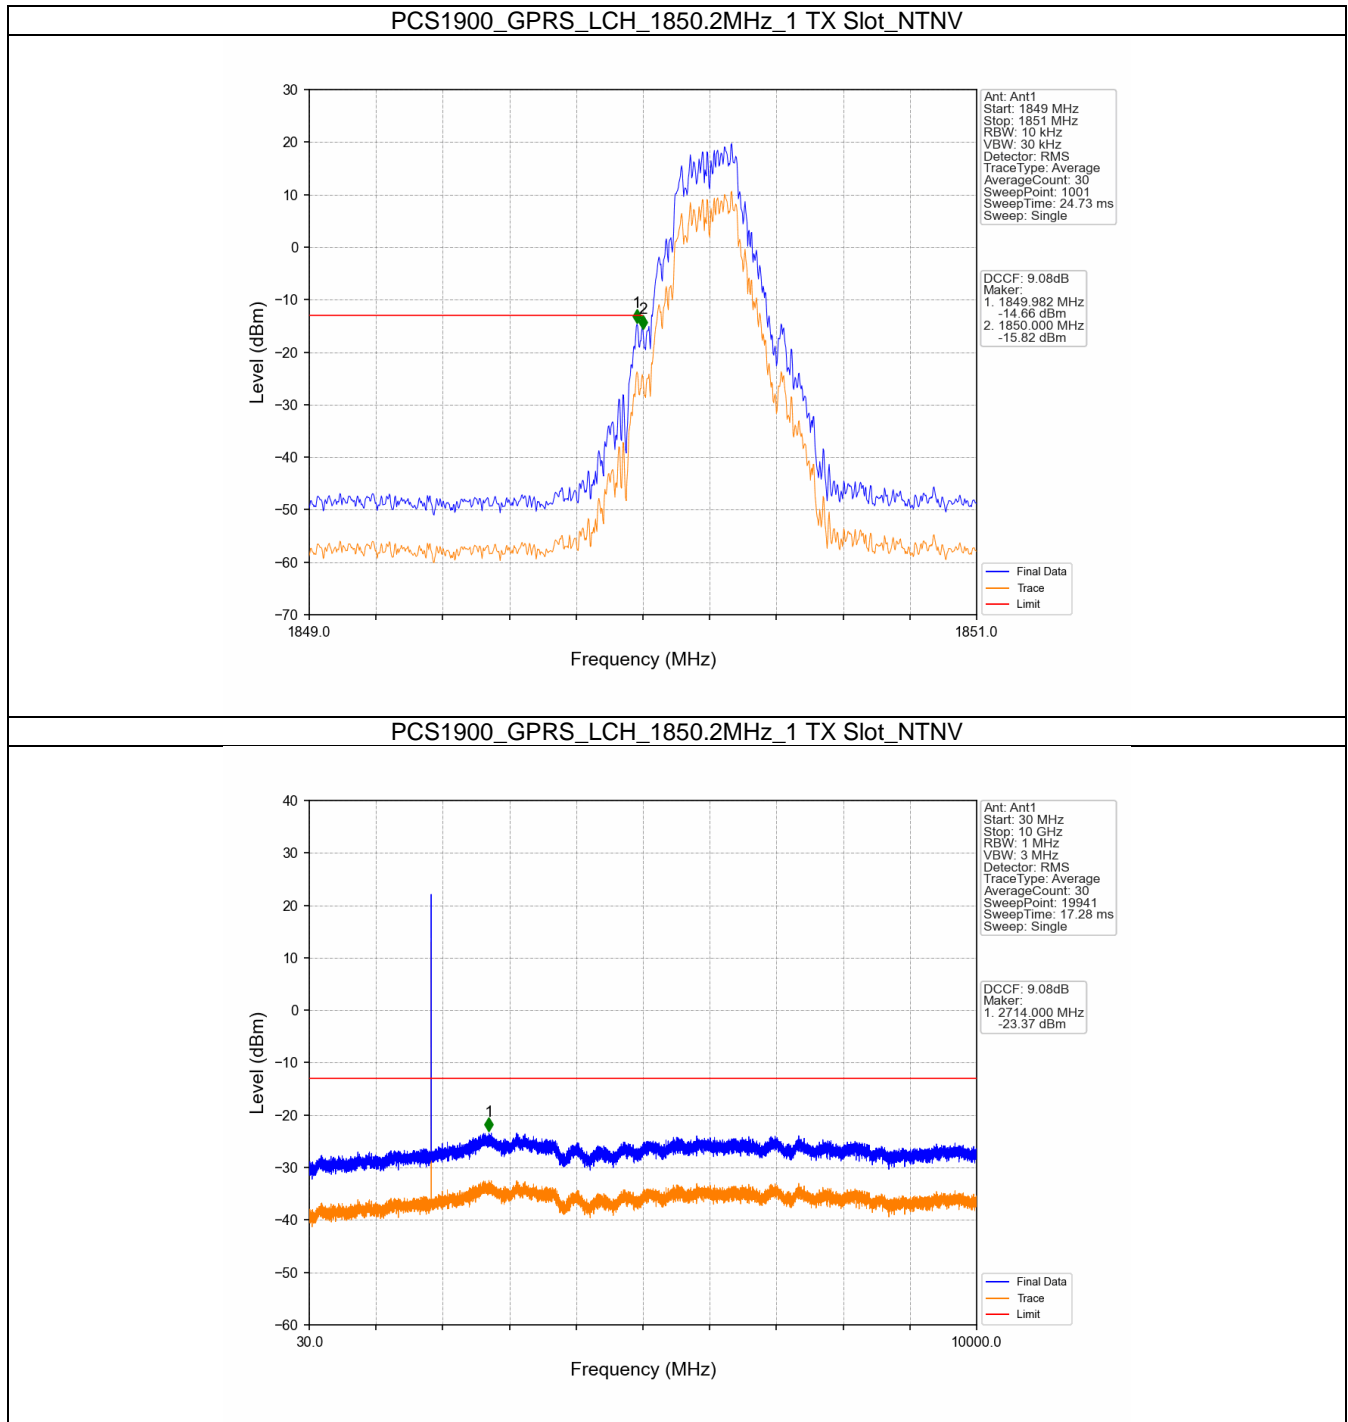 PCS1900_GPRS_LCH_1850.2MHz_1 TX Slot_NTNV
30
20
10
0
−10
−20
−30
−40
−50
−60
−70
Level (dBm)
1849.0
1851.0
Frequency (MHz)
1
2
Ant: Ant1
Start: 1849 MHz
Stop: 1851 MHz
RBW: 10 kHz
VBW: 30 kHz
Detector: RMS
TraceType: Average
AverageCount: 30
SweepPoint: 1001
SweepTime: 24.73 ms
Sweep: Single
DCCF: 9.08dB
Maker:
1. 1849.982 MHz
-14.66 dBm
2. 1850.000 MHz
-15.82 dBm
Final Data
Trace
Limit
PCS1900_GPRS_LCH_1850.2MHz_1 TX Slot_NTNV
40
30
20
10
0
−10
−20
−30
−40
−50
−60
Level (dBm)
30.0
10000.0
Frequency (MHz)
1
Ant: Ant1
Start: 30 MHz
Stop: 10 GHz
RBW: 1 MHz
VBW: 3 MHz
Detector: RMS
TraceType: Average
AverageCount: 30
SweepPoint: 19941
SweepTime: 17.28 ms
Sweep: Single
DCCF: 9.08dB
Maker:
1. 2714.000 MHz
-23.37 dBm
Final Data
Trace
Limit